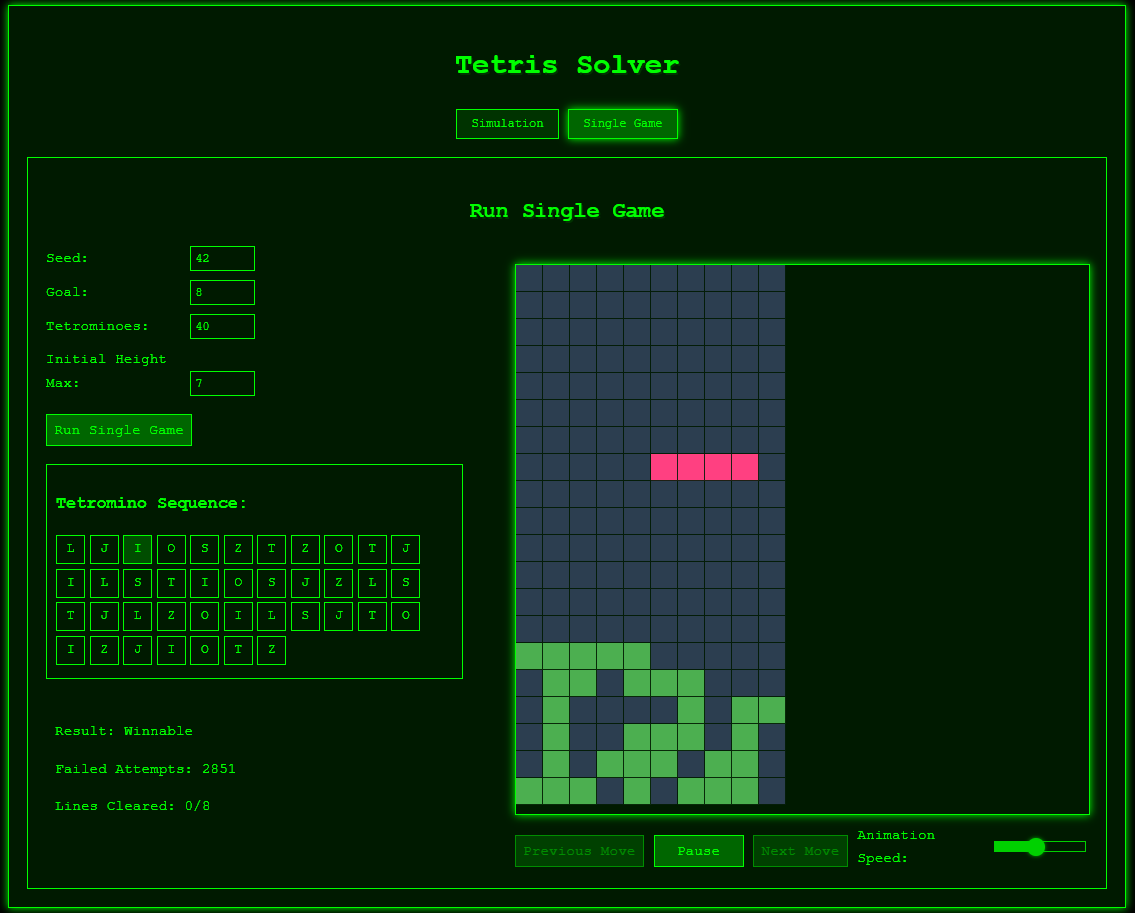 Tetris Solver
Simulation Single Game
Run Single Game
Seed: 42
Goal: 8
Tetrominoes: 40
Initial Height
Max: 7
Run Single Game
Tetromino Sequence:
L J I O S Z T Z O T J
I L S T I O S J Z L S
T J L Z O I L S J T O
I Z J I O T Z
Result: Winnable
Failed Attempts: 2851
Lines Cleared: 0/8
Previous Move Pause Next Move
Animation
Speed: